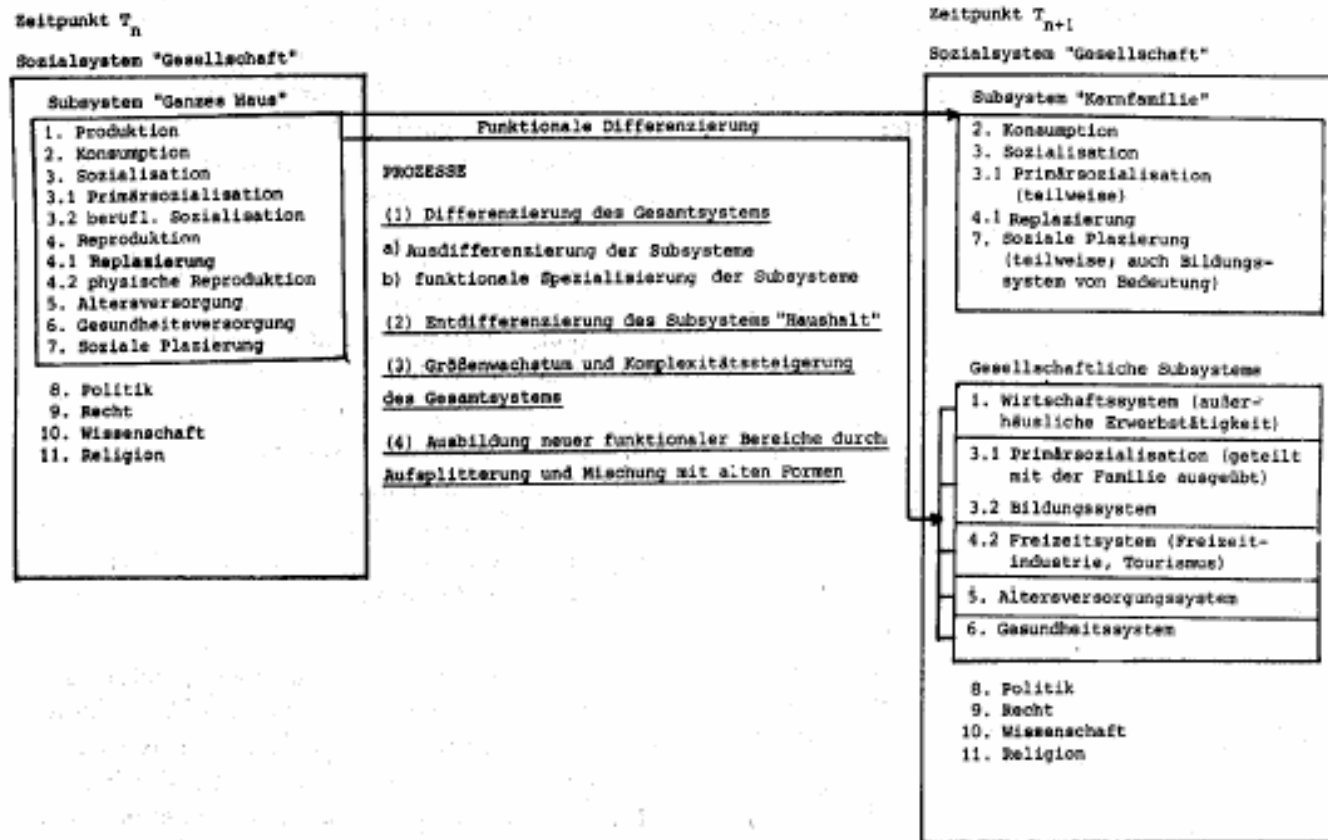 Zeitpunkt Tn
Sozialsystem "Gesellschaft"
Subsystem "Ganzes Haus"
1. Produktion
2. Konsumption
3. Sozialisation
3.1 Primärsozialisation
3.2 berufl. Sozialisation
4. Reproduktion
4.1 Replazierung
4.2 physische Reproduktion
5. Altersversorgung
6. Gesundheitsversorgung
7. Soziale Plazierung
8. Politik
9. Recht
10. Wissenschaft
11. Religion
Funktionale Differenzierung
PROZESSE
(1) Differenzierung des Gesamtsystems
a) Ausdifferenzierung der Subsysteme
b) funktionale Spezialisierung der Subsysteme
(2) Entdifferenzierung des Subsystems "Haushalt"
(3) Größenwachstum und Komplexitätssteigerung
des Gesamtsystems
(4) Ausbildung neuer funktionaler Bereiche durch
Aufsplitterung und Mischung mit alten Formen
Zeitpunkt Tn+1
Sozialsystem "Gesellschaft"
Subsystem "Kernfamilie"
2. Konsumption
3. Sozialisation
3.1 Primärsozialisation
(teilweise)
4.1 Replazierung
7. Soziale Plazierung
(teilweise; auch Bildungs-
system von Bedeutung)
Gesellschaftliche Subsysteme
1. Wirtschaftssystem (außer-
häusliche Erwerbstätigkeit)
3.1 Primärsozialisation (geteilt
mit der Familie ausgeübt)
3.2 Bildungssystem
4.2 Freizeitsystem (Freizeit-
industrie, Tourismus)
5. Altersversorgungssystem
6. Gesundheitssystem
8. Politik
9. Recht
10. Wissenschaft
11. Religion